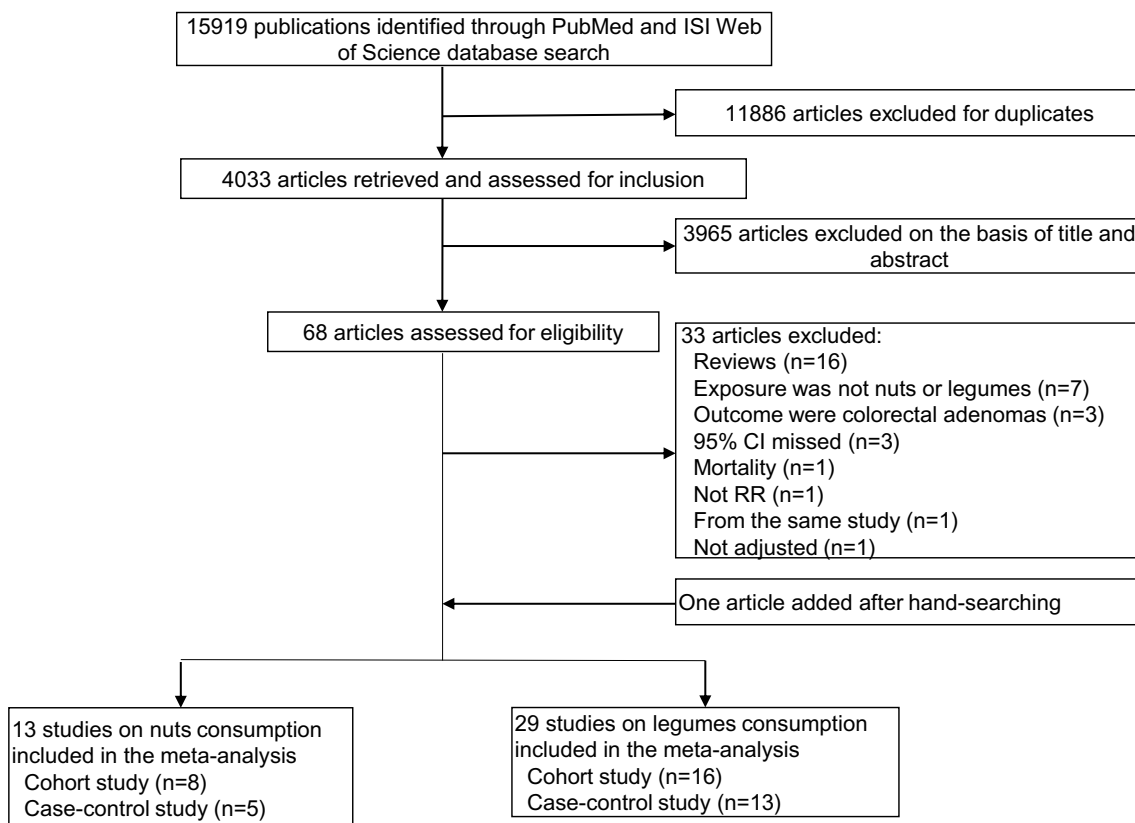 15919 publications identified through PubMed and ISI Web
of Science database search
11886 articles excluded for duplicates
4033 articles retrieved and assessed for inclusion
3965 articles excluded on the basis of title and
abstract
68 articles assessed for eligibility
33 articles excluded:
Reviews (n=16)
Exposure was not nuts or legumes (n=7)
Outcome were colorectal adenomas (n=3)
95% CI missed (n=3)
Mortality (n=1)
Not RR (n=1)
From the same study (n=1)
Not adjusted (n=1)
One article added after hand-searching
13 studies on nuts consumption
included in the meta-analysis
Cohort study (n=8)
Case-control study (n=5)
29 studies on legumes consumption
included in the meta-analysis
Cohort study (n=16)
Case-control study (n=13)